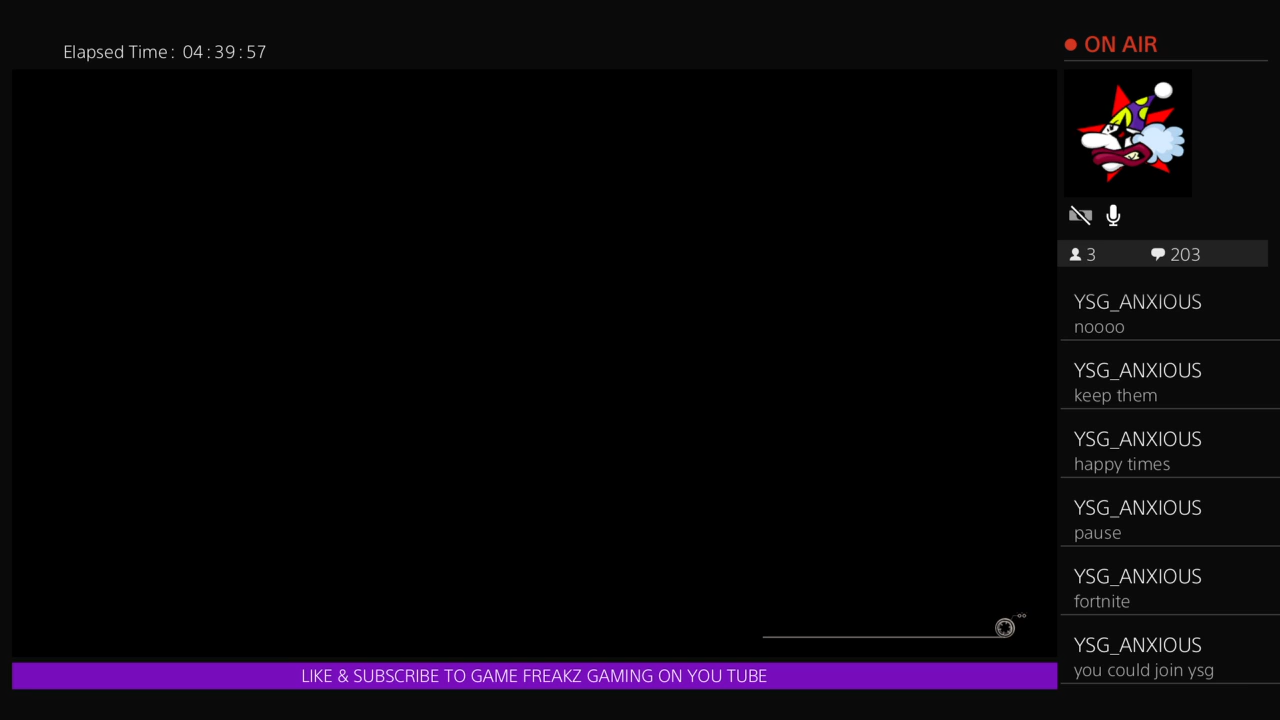 Elapsed Time: 04:39:57
ON AIR
3 203
YSG_ANXIOUS
noooo
YSG_ANXIOUS
keep them
YSG_ANXIOUS
happy times
YSG_ANXIOUS
pause
YSG_ANXIOUS
fortnite
YSG_ANXIOUS
you could join ysg
LIKE & SUBSCRIBE TO GAME FREAKZ GAMING ON YOU TUBE